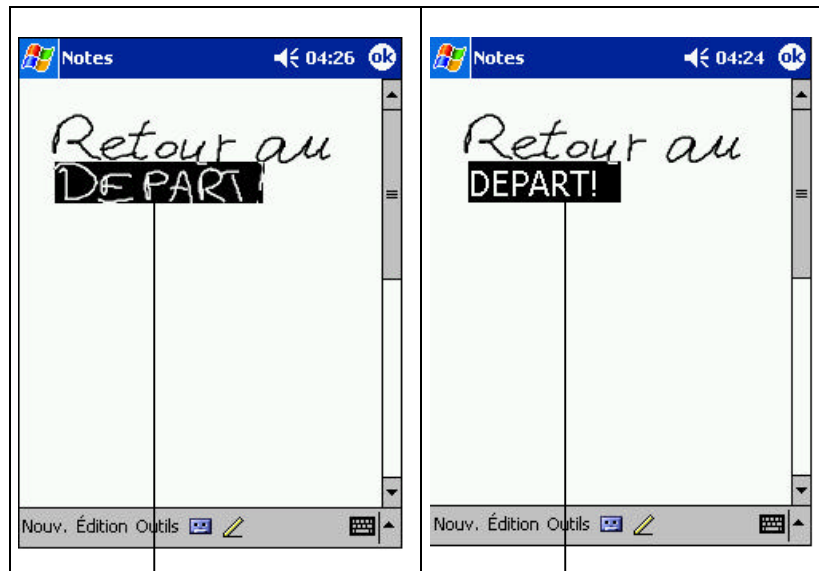 Notes 04:26 ok
Retour au
DEPART!
Nouv. Édition Outils
Notes 04:24 ok
Retour au
DEPART!
Nouv. Édition Outils